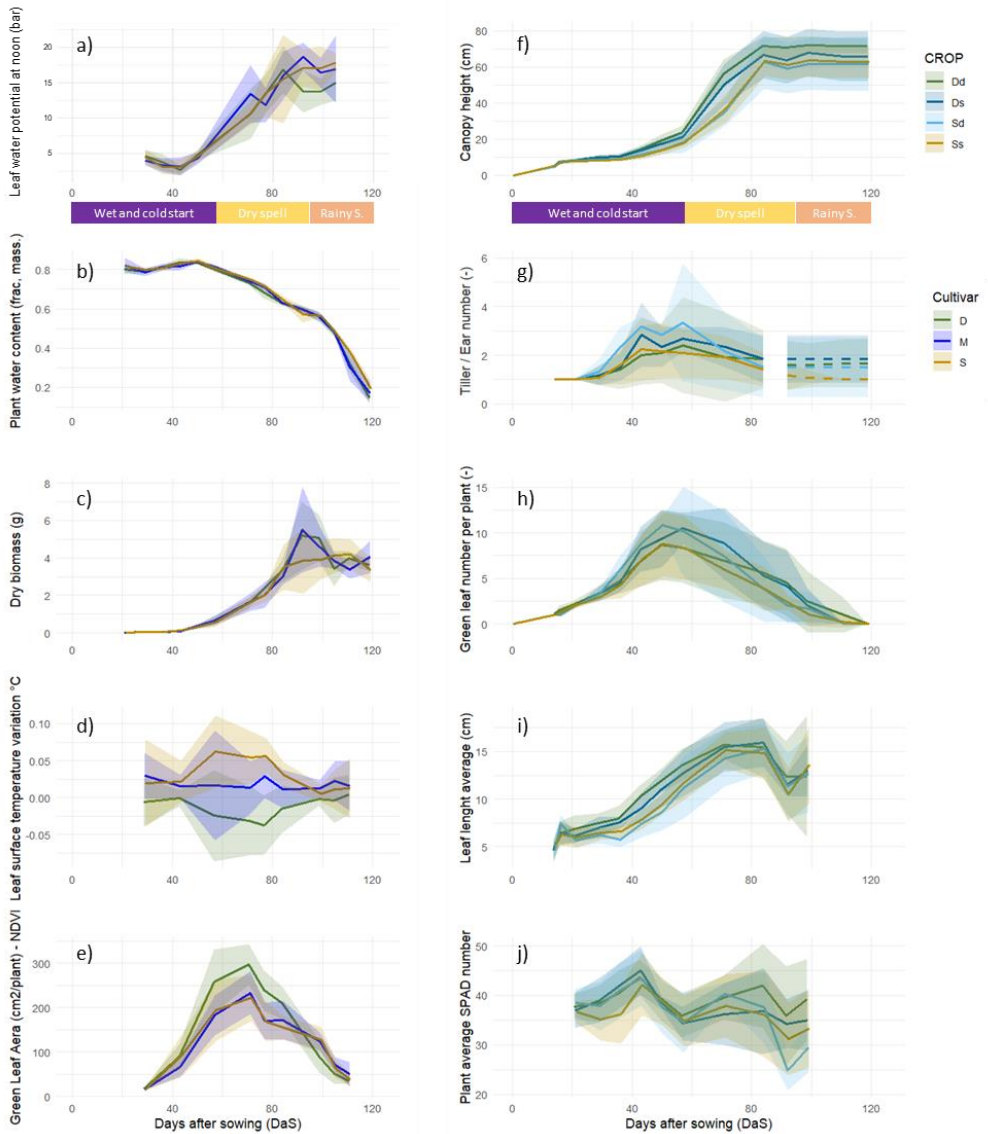 Leaf water potential at noon (bar)
a)
20
15
10
5
0
40
80
120
Wet and cold start
Dry spell
Rainy S.
Plant water content (frac, mass.)
b)
0.8
0.6
0.4
0.2
0
40
80
120
Dry biomass (g)
c)
8
6
4
2
0
0
40
80
120
Leaf surface temperature variation °C
d)
0.10
0.05
0.00
-0.05
0
40
80
120
Green Leaf Aera (cm2/plant) - NDVI
e)
300
200
100
0
0
40
80
120
Days after sowing (DaS)
Canopy height (cm)
f)
80
60
40
20
0
0
40
80
120
Wet and cold start
Dry spell
Rainy S.
CROP
Dd
Ds
Sd
Ss
Tiller / Ear number (-)
g)
6
4
2
0
0
40
80
120
Cultivar
D
M
S
Green leaf number per plant (-)
h)
15
10
5
0
0
40
80
120
Leaf lenght average (cm)
i)
15
10
5
0
40
80
120
Plant average SPAD number
j)
50
40
30
20
0
40
80
120
Days after sowing (DaS)